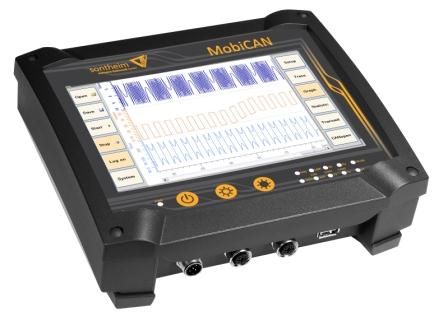 sontheim
MobiCAN
Open
Save
Start
Stop
Log on
System
Setup
Trace
Graph
Statistic
Transmit
CANopen